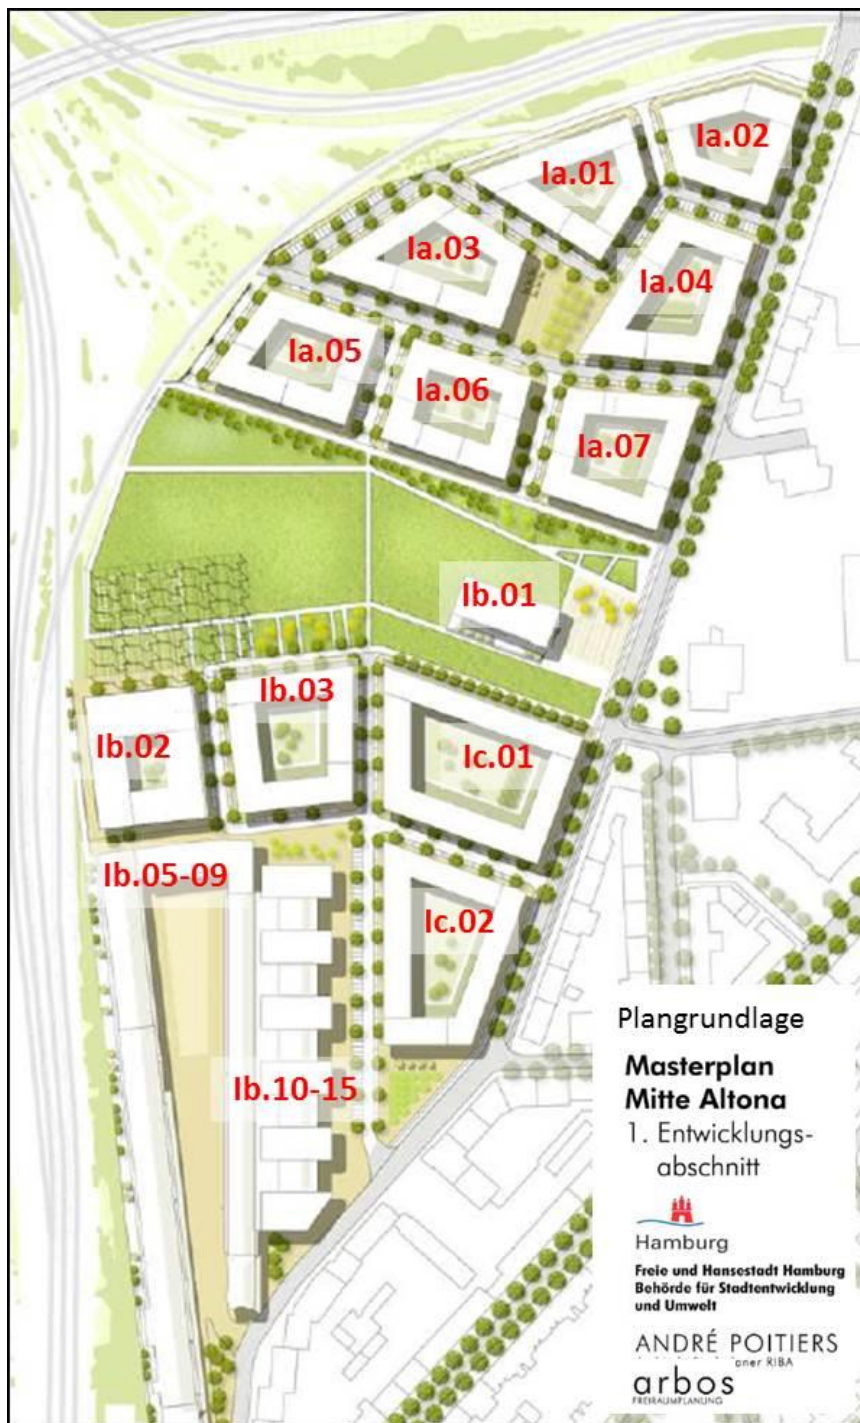 Ia.02
Ia.01
Ia.03
Ia.04
Ia.05
Ia.06
Ia.07
Ib.01
Ib.03
Ib.02
Ic.01
Ib.05-09
Ic.02
Ib.10-15
Plangrundlage
Masterplan
Mitte Altona
1. Entwicklungs-
abschnitt
Hamburg
Freie und Hansestadt Hamburg
Behörde für Stadtentwicklung
und Umwelt
ANDRÉ POITIERS
RIBA
arbos
FREIRAUMPLANUNG